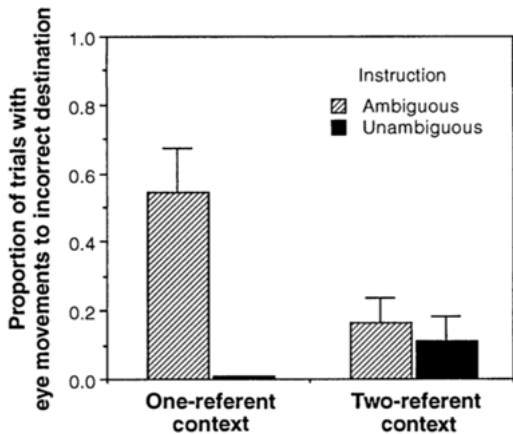 Proportion of trials with
eye movements to incorrect destination
1.0
0.8
0.6
0.4
0.2
0.0
Instruction
Ambiguous
Unambiguous
One-referent
context
Two-referent
context